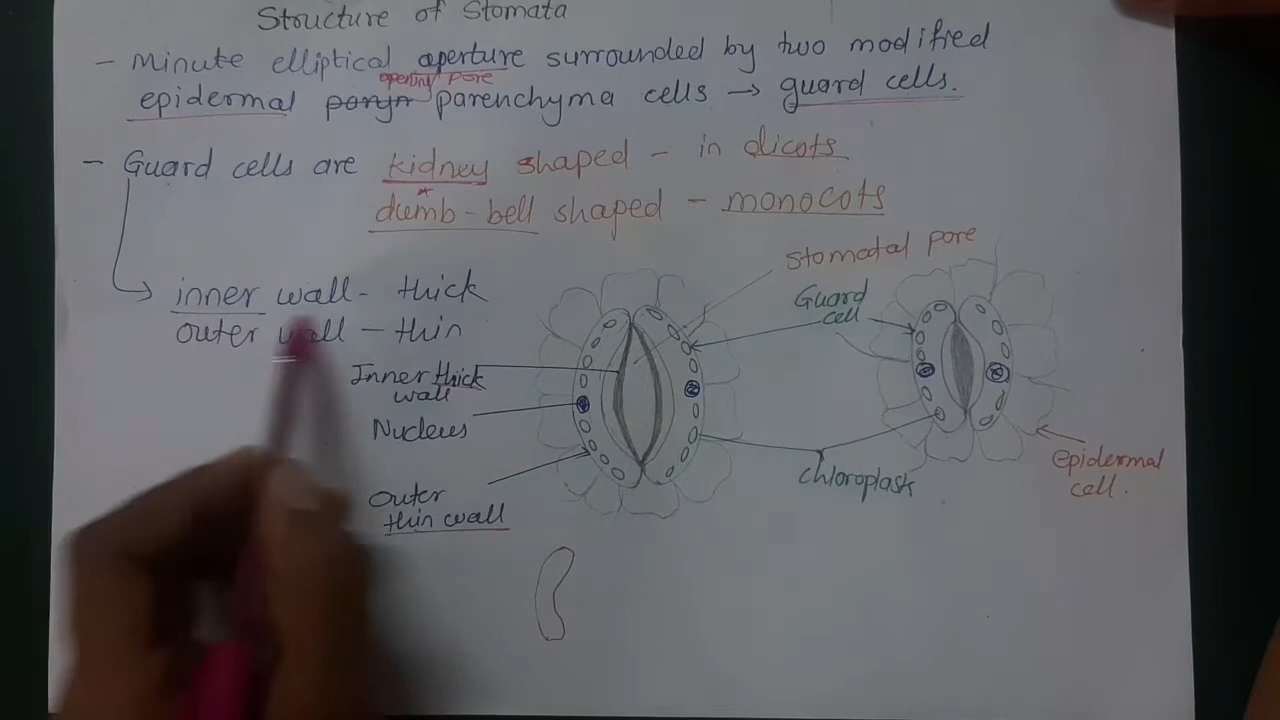 Structure of Stomata
- Minute elliptical aperture surrounded by two modified
opening pore
epidermal parenchyma cells → guard cells.
- Guard cells are kidney shaped - in dicots
dumb-bell shaped - monocots
inner wall - thick
outer wall - thin
stomatal pore
Guard cell
Inner thick
wall
Nucleus
Outer
thin wall
chloroplast
epidermal
cell.